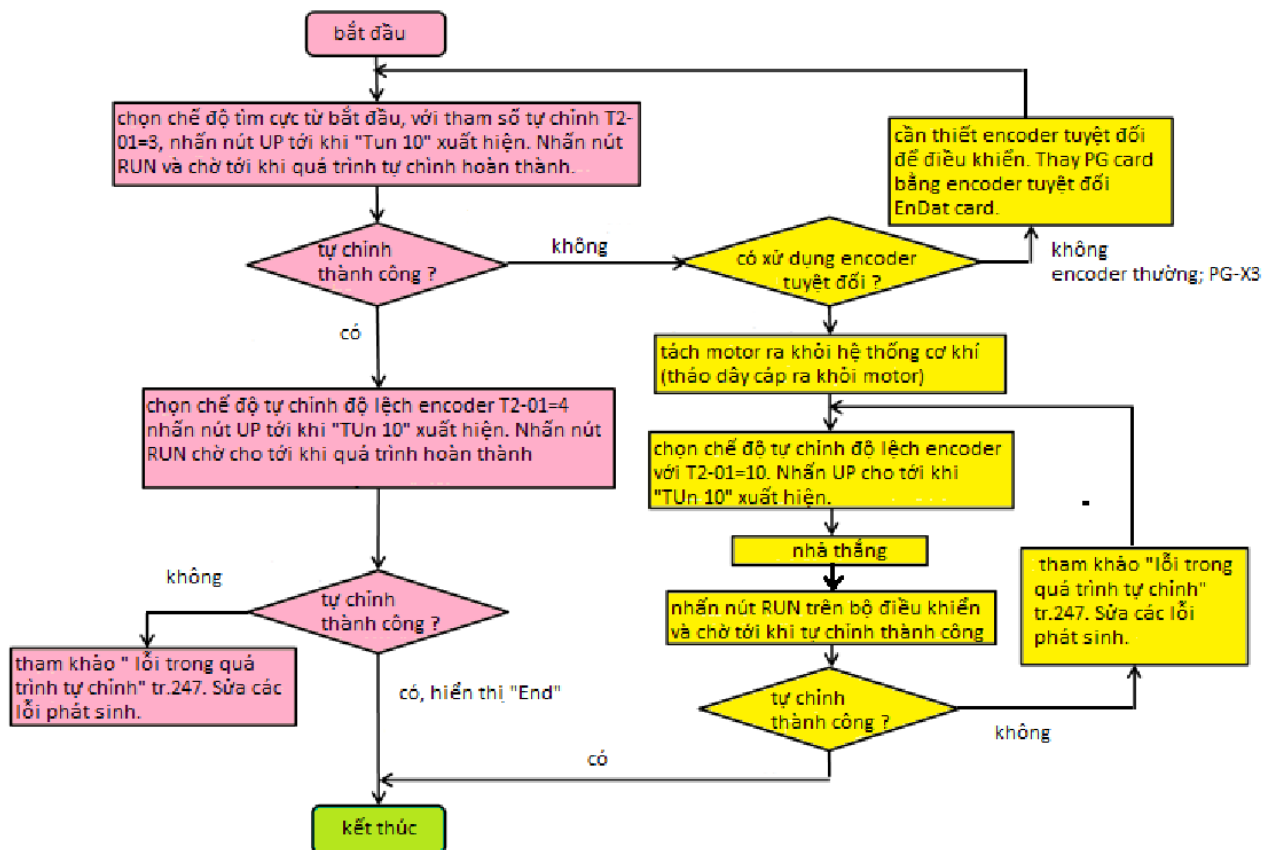 bắt đầu
chọn chế độ tìm cực từ bắt đầu, với tham số tự chỉnh T2-
01=3, nhấn nút UP tới khi "Tun 10" xuất hiện. Nhấn nút
RUN và chờ tới khi quá trình tự chỉnh hoàn thành.
cần thiết encoder tuyệt đối
để điều khiển. Thay PG card
bằng encoder tuyệt đối
EnDat card.
tự chỉnh
thành công ?
không
có xử dụng encoder
tuyệt đối ?
không
encoder thường; PG-X3
có
tách motor ra khỏi hệ thống cơ khí
(tháo dây cáp ra khỏi motor)
chọn chế độ tự chỉnh độ lệch encoder T2-01=4
nhấn nút UP tới khi "TUn 10" xuất hiện. Nhấn nút
RUN chờ cho tới khi quá trình hoàn thành
chọn chế độ tự chỉnh độ lệch encoder
với T2-01=10. Nhấn UP cho tới khi
"TUn 10" xuất hiện.
-
nhả thắng
nhấn nút RUN trên bộ điều khiển
và chờ tới khi tự chỉnh thành công
tham khảo "lỗi trong
quá trình tự chỉnh"
tr.247. Sửa các lỗi
phát sinh.
không
tự chỉnh
thành công ?
tham khảo " lỗi trong quá
trình tự chỉnh" tr.247. Sửa các
lỗi phát sinh.
có, hiển thị "End"
tự chỉnh
thành công ?
không
có
kết thúc